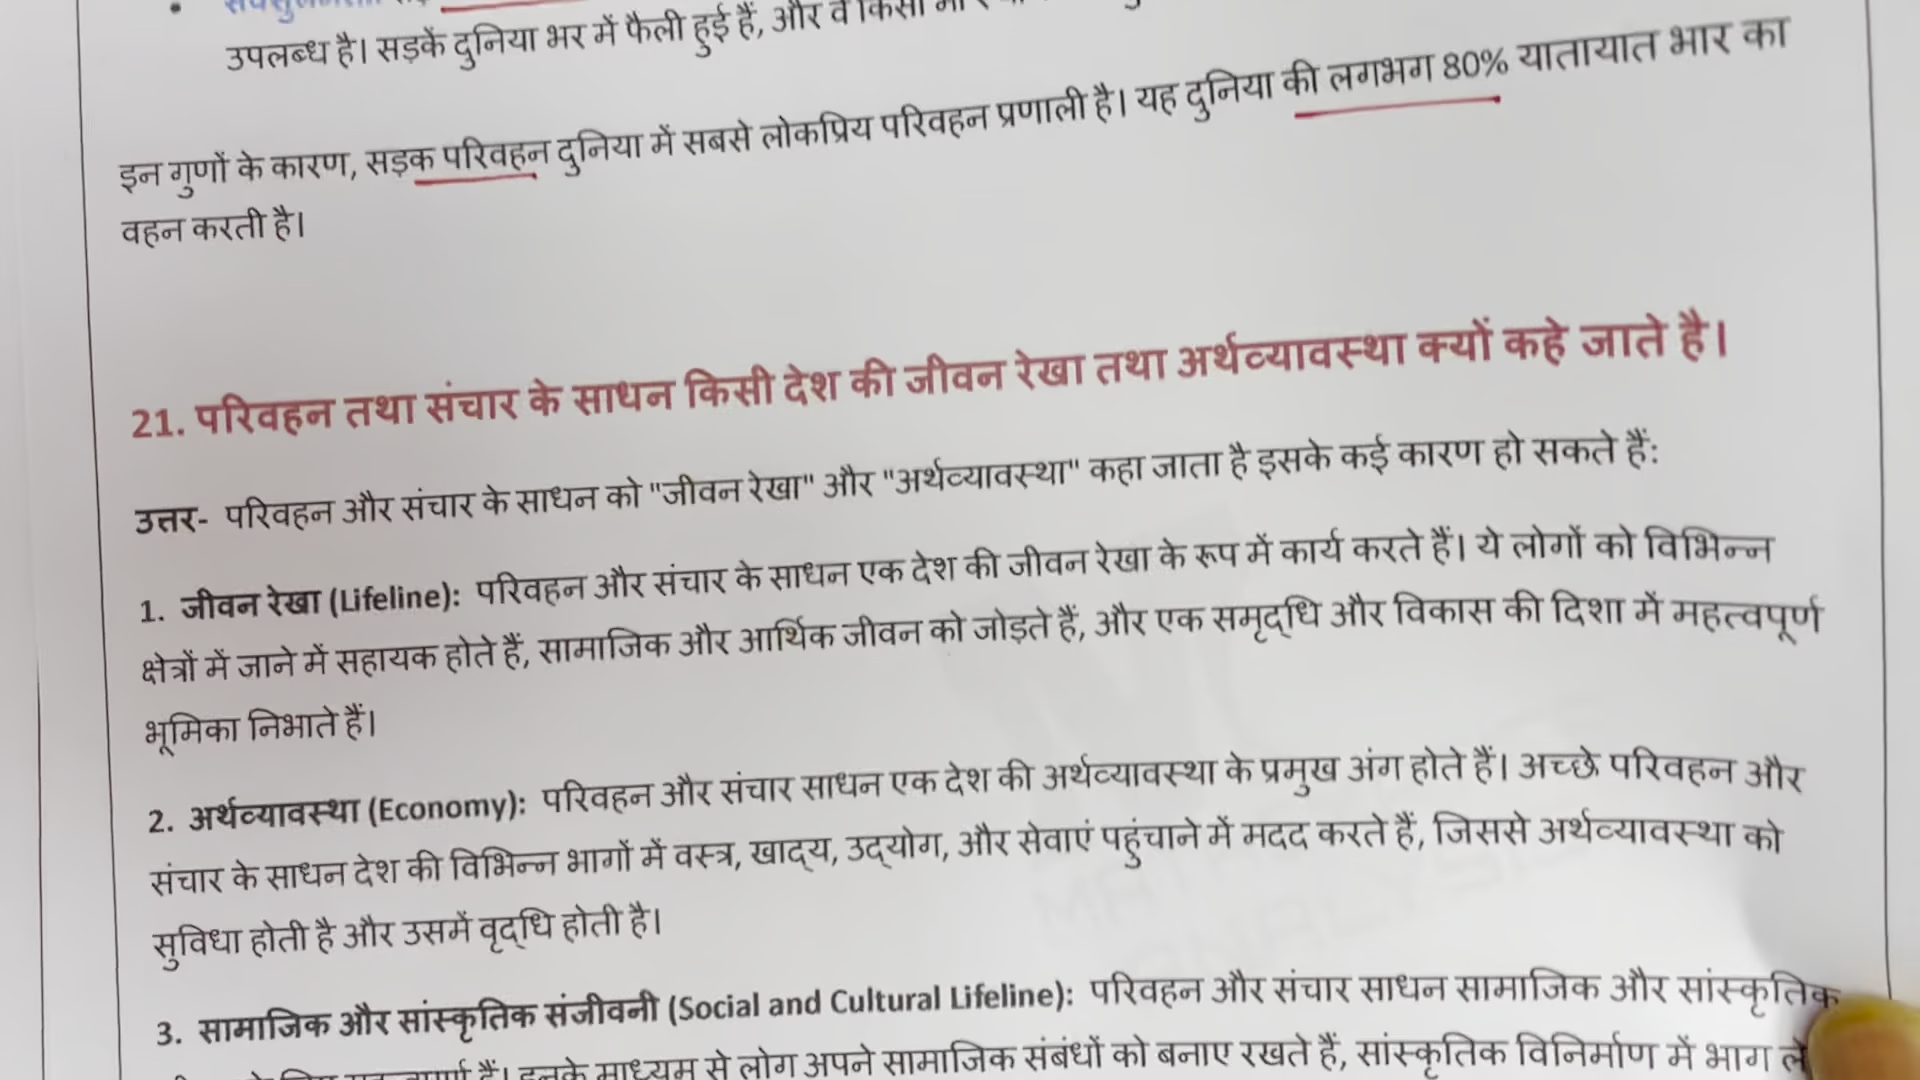 उपलब्ध है। सड़कें दुनिया भर में फैली हुई हैं, और वे किसी
इन गुणों के कारण, सड़क परिवहन दुनिया में सबसे लोकप्रिय परिवहन प्रणाली है। यह दुनिया की लगभग 80% यातायात भार का
वहन करती है।
21. परिवहन तथा संचार के साधन किसी देश की जीवन रेखा तथा अर्थव्यावस्था क्यों कहे जाते है।
उत्तर- परिवहन और संचार के साधन को "जीवन रेखा" और "अर्थव्यावस्था" कहा जाता है इसके कई कारण हो सकते हैं:
1. जीवन रेखा (Lifeline): परिवहन और संचार के साधन एक देश की जीवन रेखा के रूप में कार्य करते हैं। ये लोगों को विभिन्न
क्षेत्रों में जाने में सहायक होते हैं, सामाजिक और आर्थिक जीवन को जोड़ते हैं, और एक समृद्धि और विकास की दिशा में महत्वपूर्ण
भूमिका निभाते हैं।
2. अर्थव्यावस्था (Economy): परिवहन और संचार साधन एक देश की अर्थव्यावस्था के प्रमुख अंग होते हैं। अच्छे परिवहन और
संचार के साधन देश की विभिन्न भागों में वस्त्र, खाद्य, उद्योग, और सेवाएं पहुंचाने में मदद करते हैं, जिससे अर्थव्यावस्था को
सुविधा होती है और उसमें वृद्धि होती है।
3. सामाजिक और सांस्कृतिक संजीवनी (Social and Cultural Lifeline): परिवहन और संचार साधन सामाजिक और सांस्कृतिक
हैं। इनके माध्यम से लोग अपने सामाजिक संबंधों को बनाए रखते हैं, सांस्कृतिक विनिर्माण में भाग